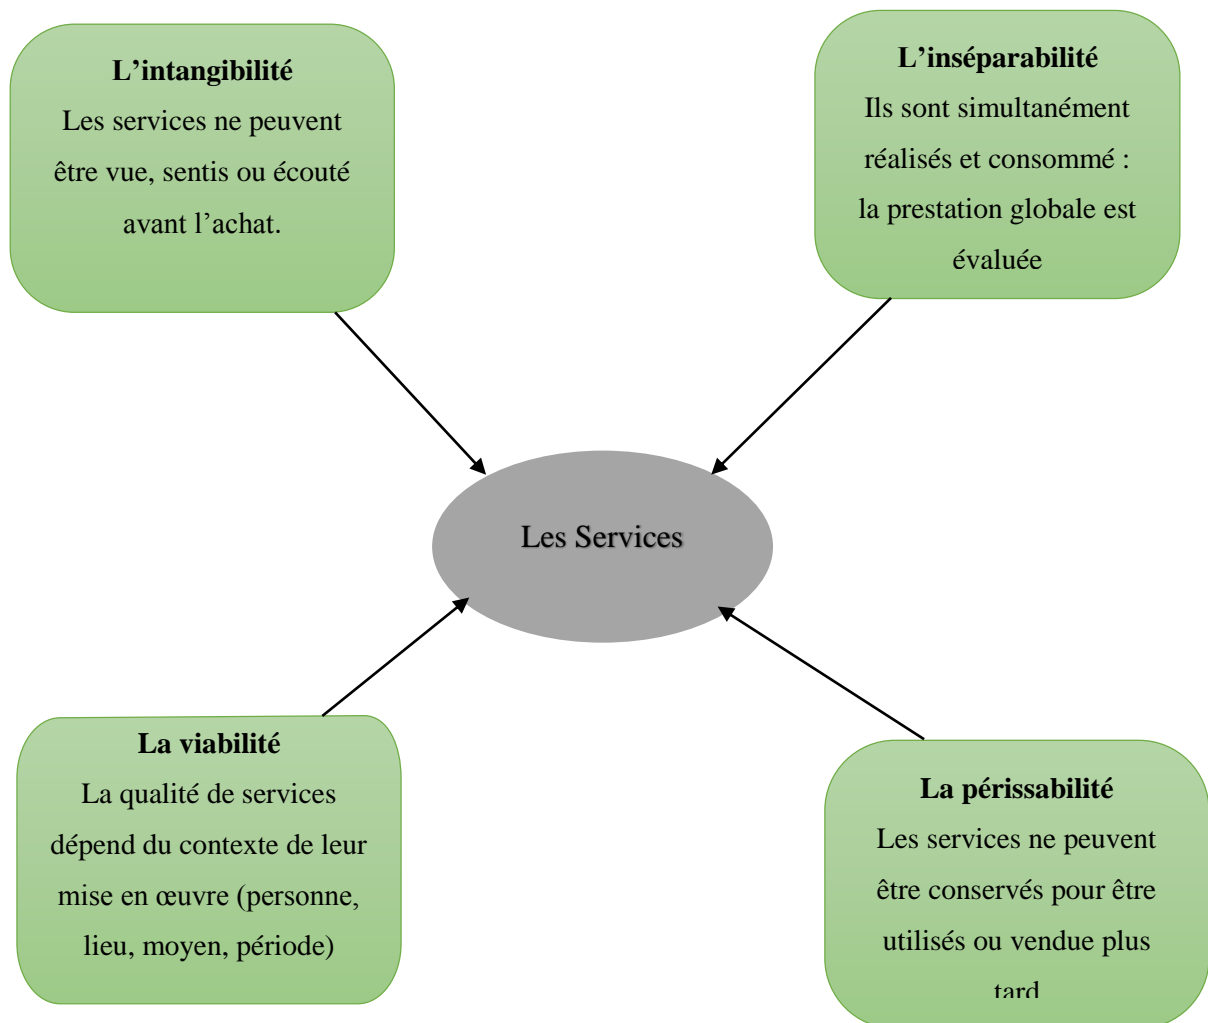 L’intangibilité
Les services ne peuvent
être vue, sentis ou écouté
avant l’achat.
L’inséparabilité
Ils sont simultanément
réalisés et consommé :
la prestation globale est
évaluée
Les Services
La viabilité
La qualité de services
dépend du contexte de leur
mise en œuvre (personne,
lieu, moyen, période)
La périssabilité
Les services ne peuvent
être conservés pour être
utilisés ou vendue plus
tard